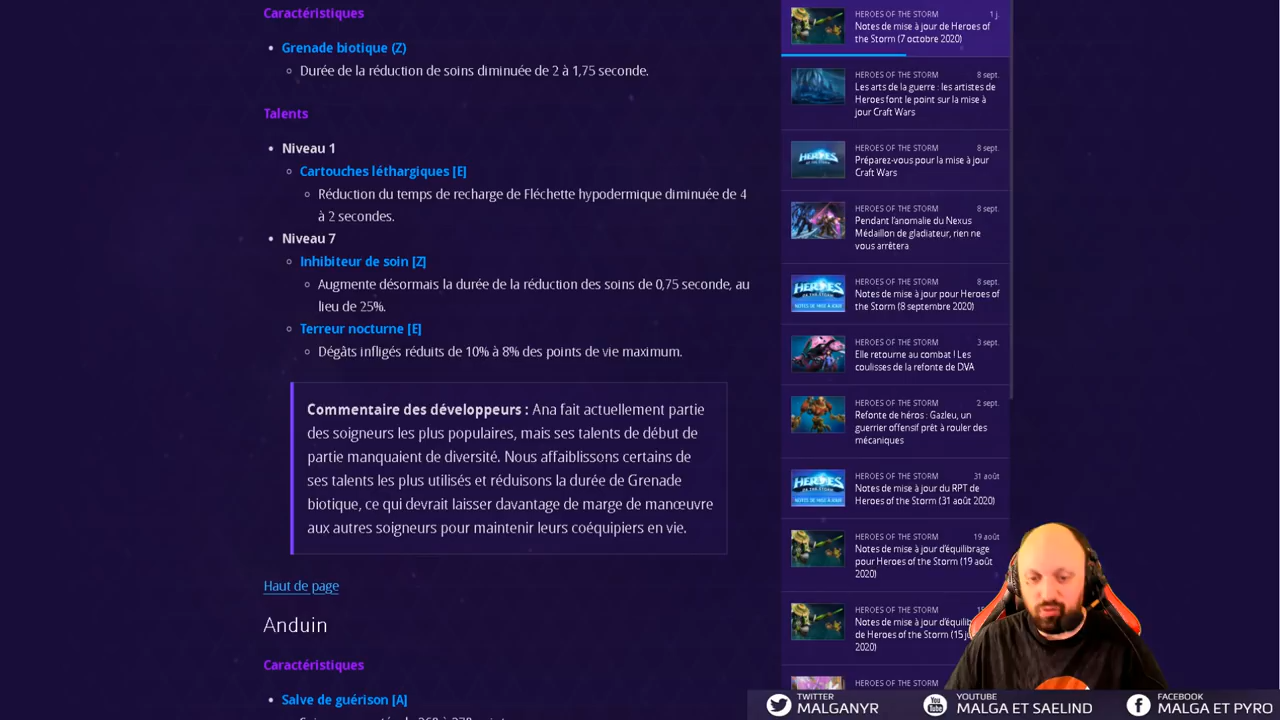 Caractéristiques
Grenade biotique (Z)
Durée de la réduction de soins diminuée de 2 à 1,75 seconde.
Talents
Niveau 1
Cartouches léthargiques [E]
Réduction du temps de recharge de Fléchette hypodermique diminuée de 4
à 2 secondes.
Niveau 7
Inhibiteur de soin [Z]
Augmente désormais la durée de la réduction des soins de 0,75 seconde, au
lieu de 25%.
Terreur nocturne [E]
Dégâts infligés réduits de 10% à 8% des points de vie maximum.
Commentaire des développeurs : Ana fait actuellement partie
des soigneurs les plus populaires, mais ses talents de début de
partie manquaient de diversité. Nous affaiblissons certains de
ses talents les plus utilisés et réduisons la durée de Grenade
biotique, ce qui devrait laisser davantage de marge de manœuvre
aux autres soigneurs pour maintenir leurs coéquipiers en vie.
Haut de page
Anduin
Caractéristiques
Salve de guérison [A]
HEROES OF THE STORM 1 j.
Notes de mise à jour de Heroes of
the Storm (7 octobre 2020)
HEROES OF THE STORM 8 sept.
Les arts de la guerre : les artistes de
Heroes font le point sur la mise à
jour Craft Wars
HEROES OF THE STORM 8 sept.
Préparez-vous pour la mise à jour
Craft Wars
HEROES OF THE STORM 8 sept.
Pendant l'anomalie du Nexus
Médaillon de gladiateur, rien ne
vous arrêtera
HEROES OF THE STORM 8 sept.
Notes de mise à jour pour Heroes of
the Storm (8 septembre 2020)
HEROES OF THE STORM 3 sept.
Elle retourne au combat ! Les
coulisses de la refonte de D.VA
HEROES OF THE STORM 2 sept.
Refonte de héros : Gazleu, un
guerrier offensif prêt à rouler des
mécaniques
HEROES OF THE STORM 31 août
Notes de mise à jour du RPT de
Heroes of the Storm (31 août 2020)
HEROES OF THE STORM 19 août
Notes de mise à jour d'équilibrage
pour Heroes of the Storm (19 août
2020)
HEROES OF THE STORM
Notes de mise à jour
de Heroes of the Storm (15
2020)
HEROES OF THE STORM
TWITTER
MALGANYR
YOUTUBE
MALGA ET SAELIND
FACEBOOK
MALGA ET PYRO